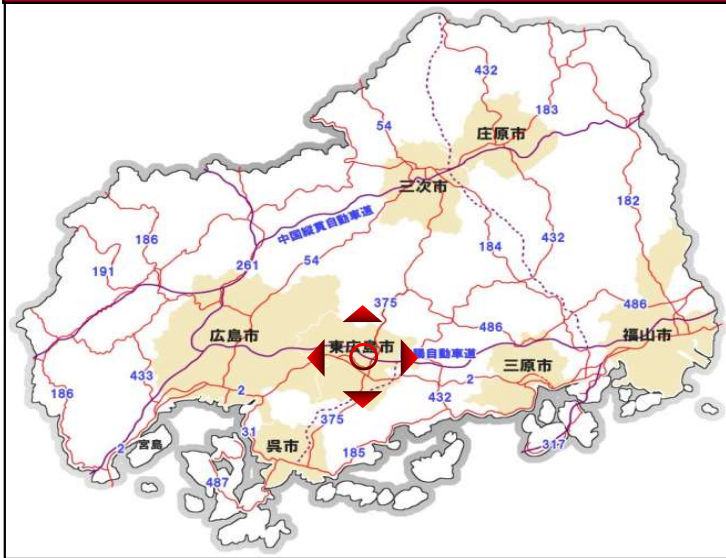 432
183
54
庄原市
三次市
182
186
中国縦貫自動車道
184
432
191
261
54
375
486
486
広島市
東広島市
陽自動車道
福山市
三原市
433
2
2
186
432
375
31
呉市
2
宮島
185
317
487